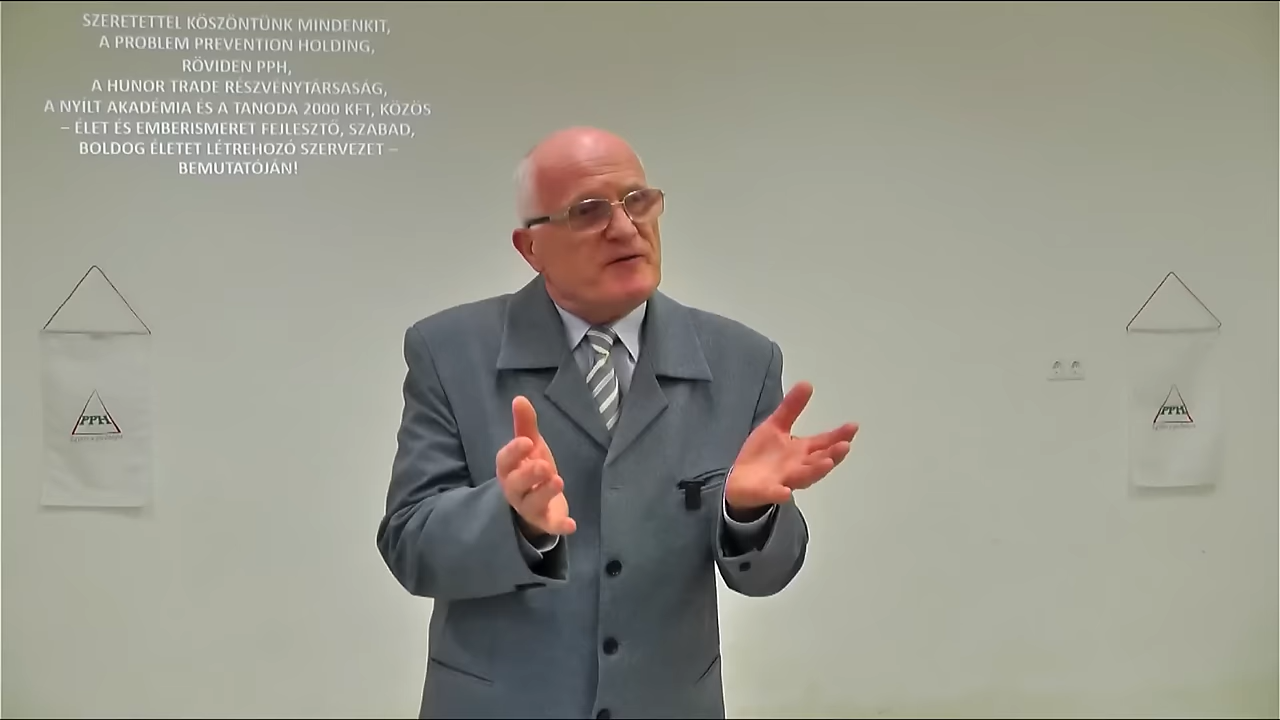 SZERETETTEL KÖSZÖNTÜNK MINDENKIT,
A PROBLEM PREVENTION HOLDING,
RÖVIDEN PPH,
A HUNOR TRADE RÉSZVÉNYTÁRSASÁG,
A NYÍLT AKADÉMIA ÉS A TANODA 2000 KFT, KÖZÖS
– ÉLET ÉS EMBERISMERET FEJLESZTŐ, SZABAD,
BOLDOG ÉLETET LÉTREHOZÓ SZERVEZET –
BEMUTATÓJÁN!
PPH
PPH